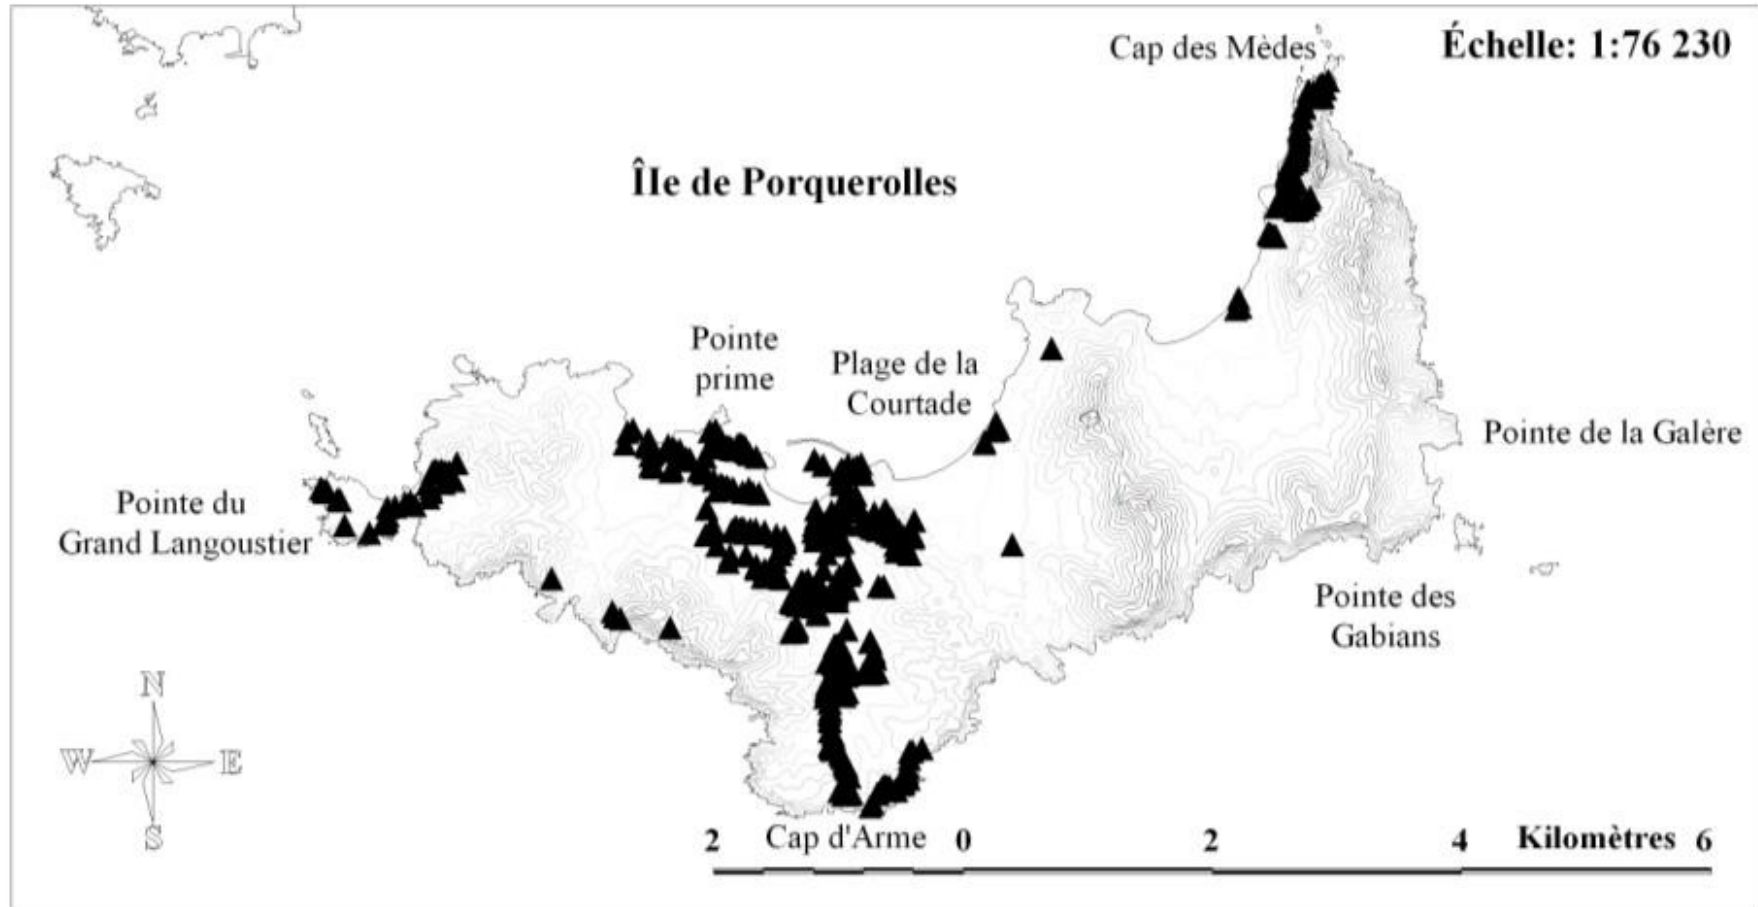 Cap des Mèdes
Échelle: 1:76 230
ÎIe de Porquerolles
Pointe
prime
Plage de la
Courtade
Pointe de la Galère
Pointe du
Grand Langoustier
Pointe des
Gabians
N
W E
S
Cap d'Arme
2 0 2 4 Kilomètres 6